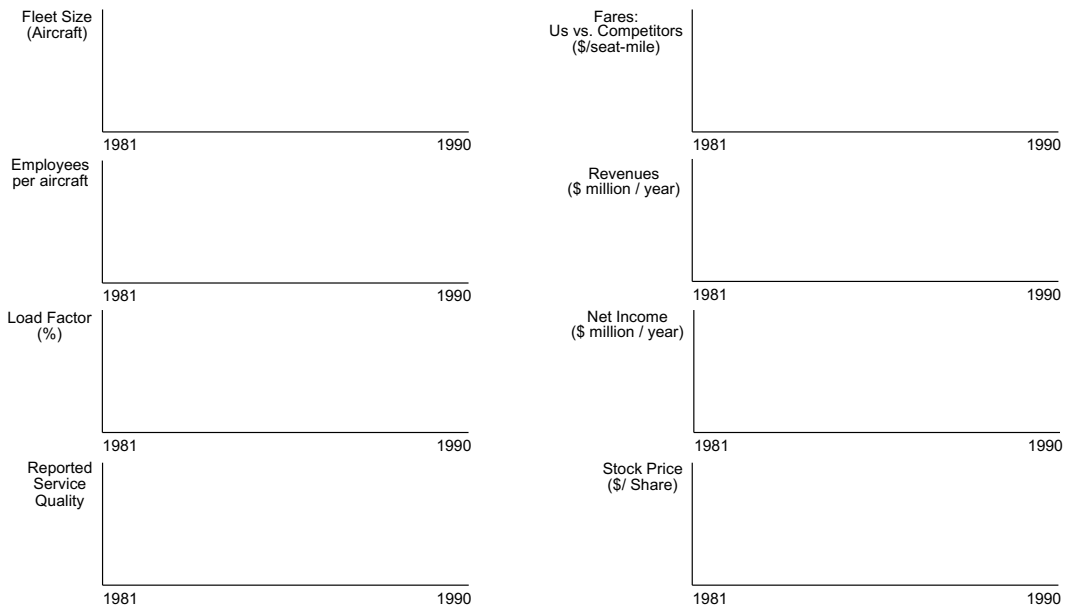 Fleet Size
(Aircraft)
1981 1990
Employees
per aircraft
1981 1990
Load Factor
(%)
1981 1990
Reported
Service
Quality
1981 1990
Fares:
Us vs. Competitors
($/seat-mile)
1981 1990
Revenues
($ million / year)
1981 1990
Net Income
($ million / year)
1981 1990
Stock Price
($/ Share)
1981 1990